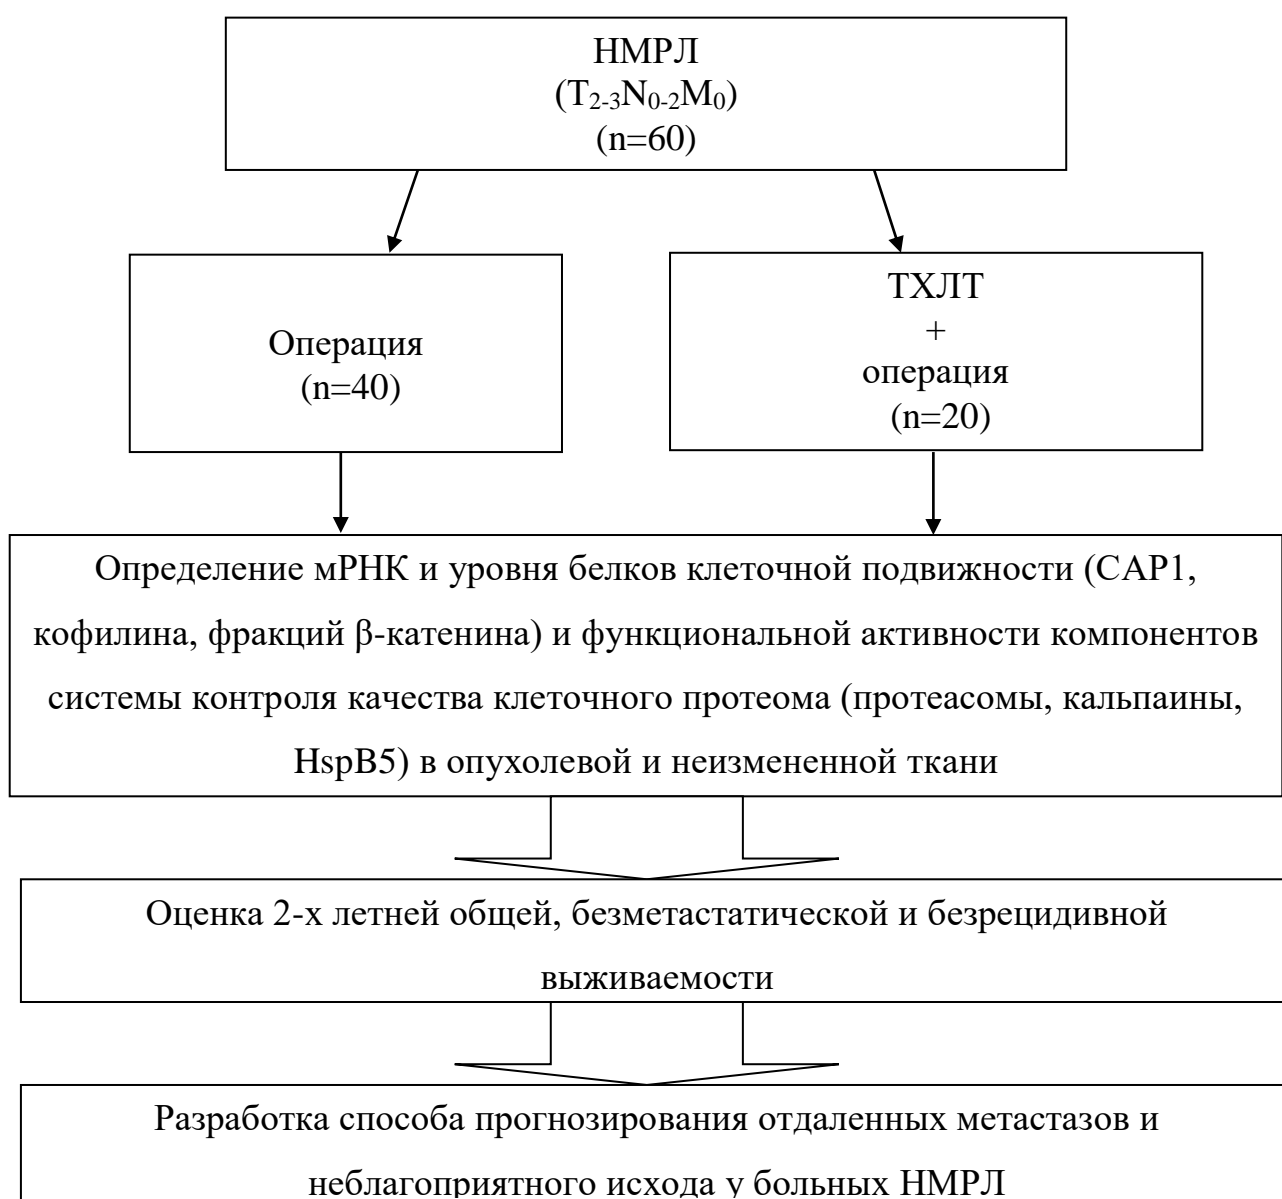 НМРЛ
(T₂₋₃N₀₋₂M₀)
(n=60)
Операция
(n=40)
ТХЛТ
+
операция
(n=20)
Определение мРНК и уровня белков клеточной подвижности (САР1,
кофилина, фракций β-катенина) и функциональной активности компонентов
системы контроля качества клеточного протеома (протеасомы, кальпаины,
HspB5) в опухолевой и неизмененной ткани
Оценка 2-х летней общей, безметастатической и безрецидивной
выживаемости
Разработка способа прогнозирования отдаленных метастазов и
неблагоприятного исхода у больных НМРЛ